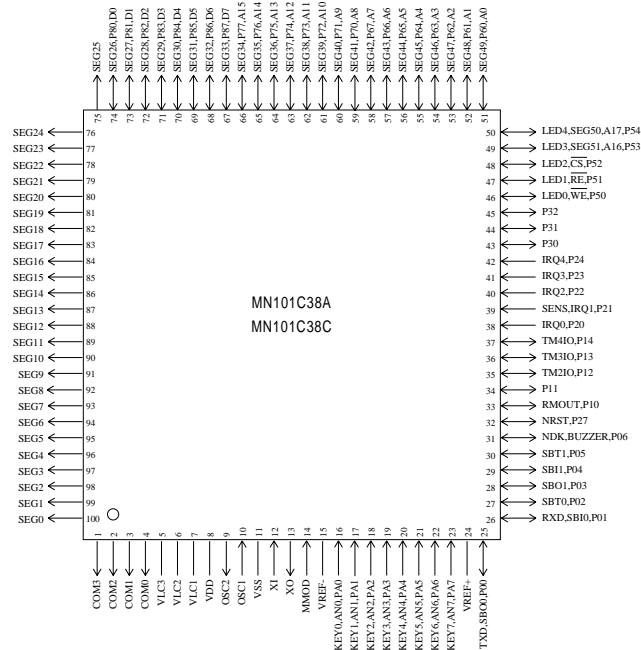 SEG25
SEG26,P80,D0
SEG27,P81,D1
SEG28,P82,D2
SEG29,P83,D3
SEG30,P84,D4
SEG31,P85,D5
SEG32,P86,D6
SEG33,P87,D7
SEG34,P77,A15
SEG35,P76,A14
SEG36,P75,A13
SEG37,P74,A12
SEG38,P73,A11
SEG39,P72,A10
SEG40,P71,A9
SEG41,P70,A8
SEG42,P67,A7
SEG43,P66,A6
SEG44,P65,A5
SEG45,P64,A4
SEG46,P63,A3
SEG47,P62,A2
SEG48,P61,A1
SEG49,P60,A0
75 74 73 72 71 70 69 68 67 66 65 64 63 62 61 60 59 58 57 56 55 54 53 52 51
SEG24 76
SEG23 77
SEG22 78
SEG21 79
SEG20 80
SEG19 81
SEG18 82
SEG17 83
SEG16 84
SEG15 85
SEG14 86
SEG13 87
SEG12 88
SEG11 89
SEG10 90
SEG9 91
SEG8 92
SEG7 93
SEG6 94
SEG5 95
SEG4 96
SEG3 97
SEG2 98
SEG1 99
SEG0 100
MN101C38A
MN101C38C
50 LED4,SEG50,A17,P54
49 LED3,SEG51,A16,P53
48 LED2,CS,P52
47 LED1,RE,P51
46 LED0,WE,P50
45 P32
44 P31
43 P30
42 IRQ4,P24
41 IRQ3,P23
40 IRQ2,P22
39 SENS,IRQ1,P21
38 IRQ0,P20
37 TM4IO,P14
36 TM3IO,P13
35 TM2IO,P12
34 P11
33 RMOUT,P10
32 NRST,P27
31 NDK,BUZZER,P06
30 SBT1,P05
29 SBI1,P04
28 SBO1,P03
27 SBT0,P02
26 RXD,SBI0,P01
1 2 3 4 5 6 7 8 9 10 11 12 13 14 15 16 17 18 19 20 21 22 23 24 25
COM3
COM2
COM1
COM0
VLC3
VLC2
VLC1
VDD
OSC2
OSC1
VSS
XI
XO
MMOD
VREF-
KEY0,AN0,PA0
KEY1,AN1,PA1
KEY2,AN2,PA2
KEY3,AN3,PA3
KEY4,AN4,PA4
KEY5,AN5,PA5
KEY6,AN6,PA6
KEY7,AN7,PA7
VREF+
TXD,SBO0,P00